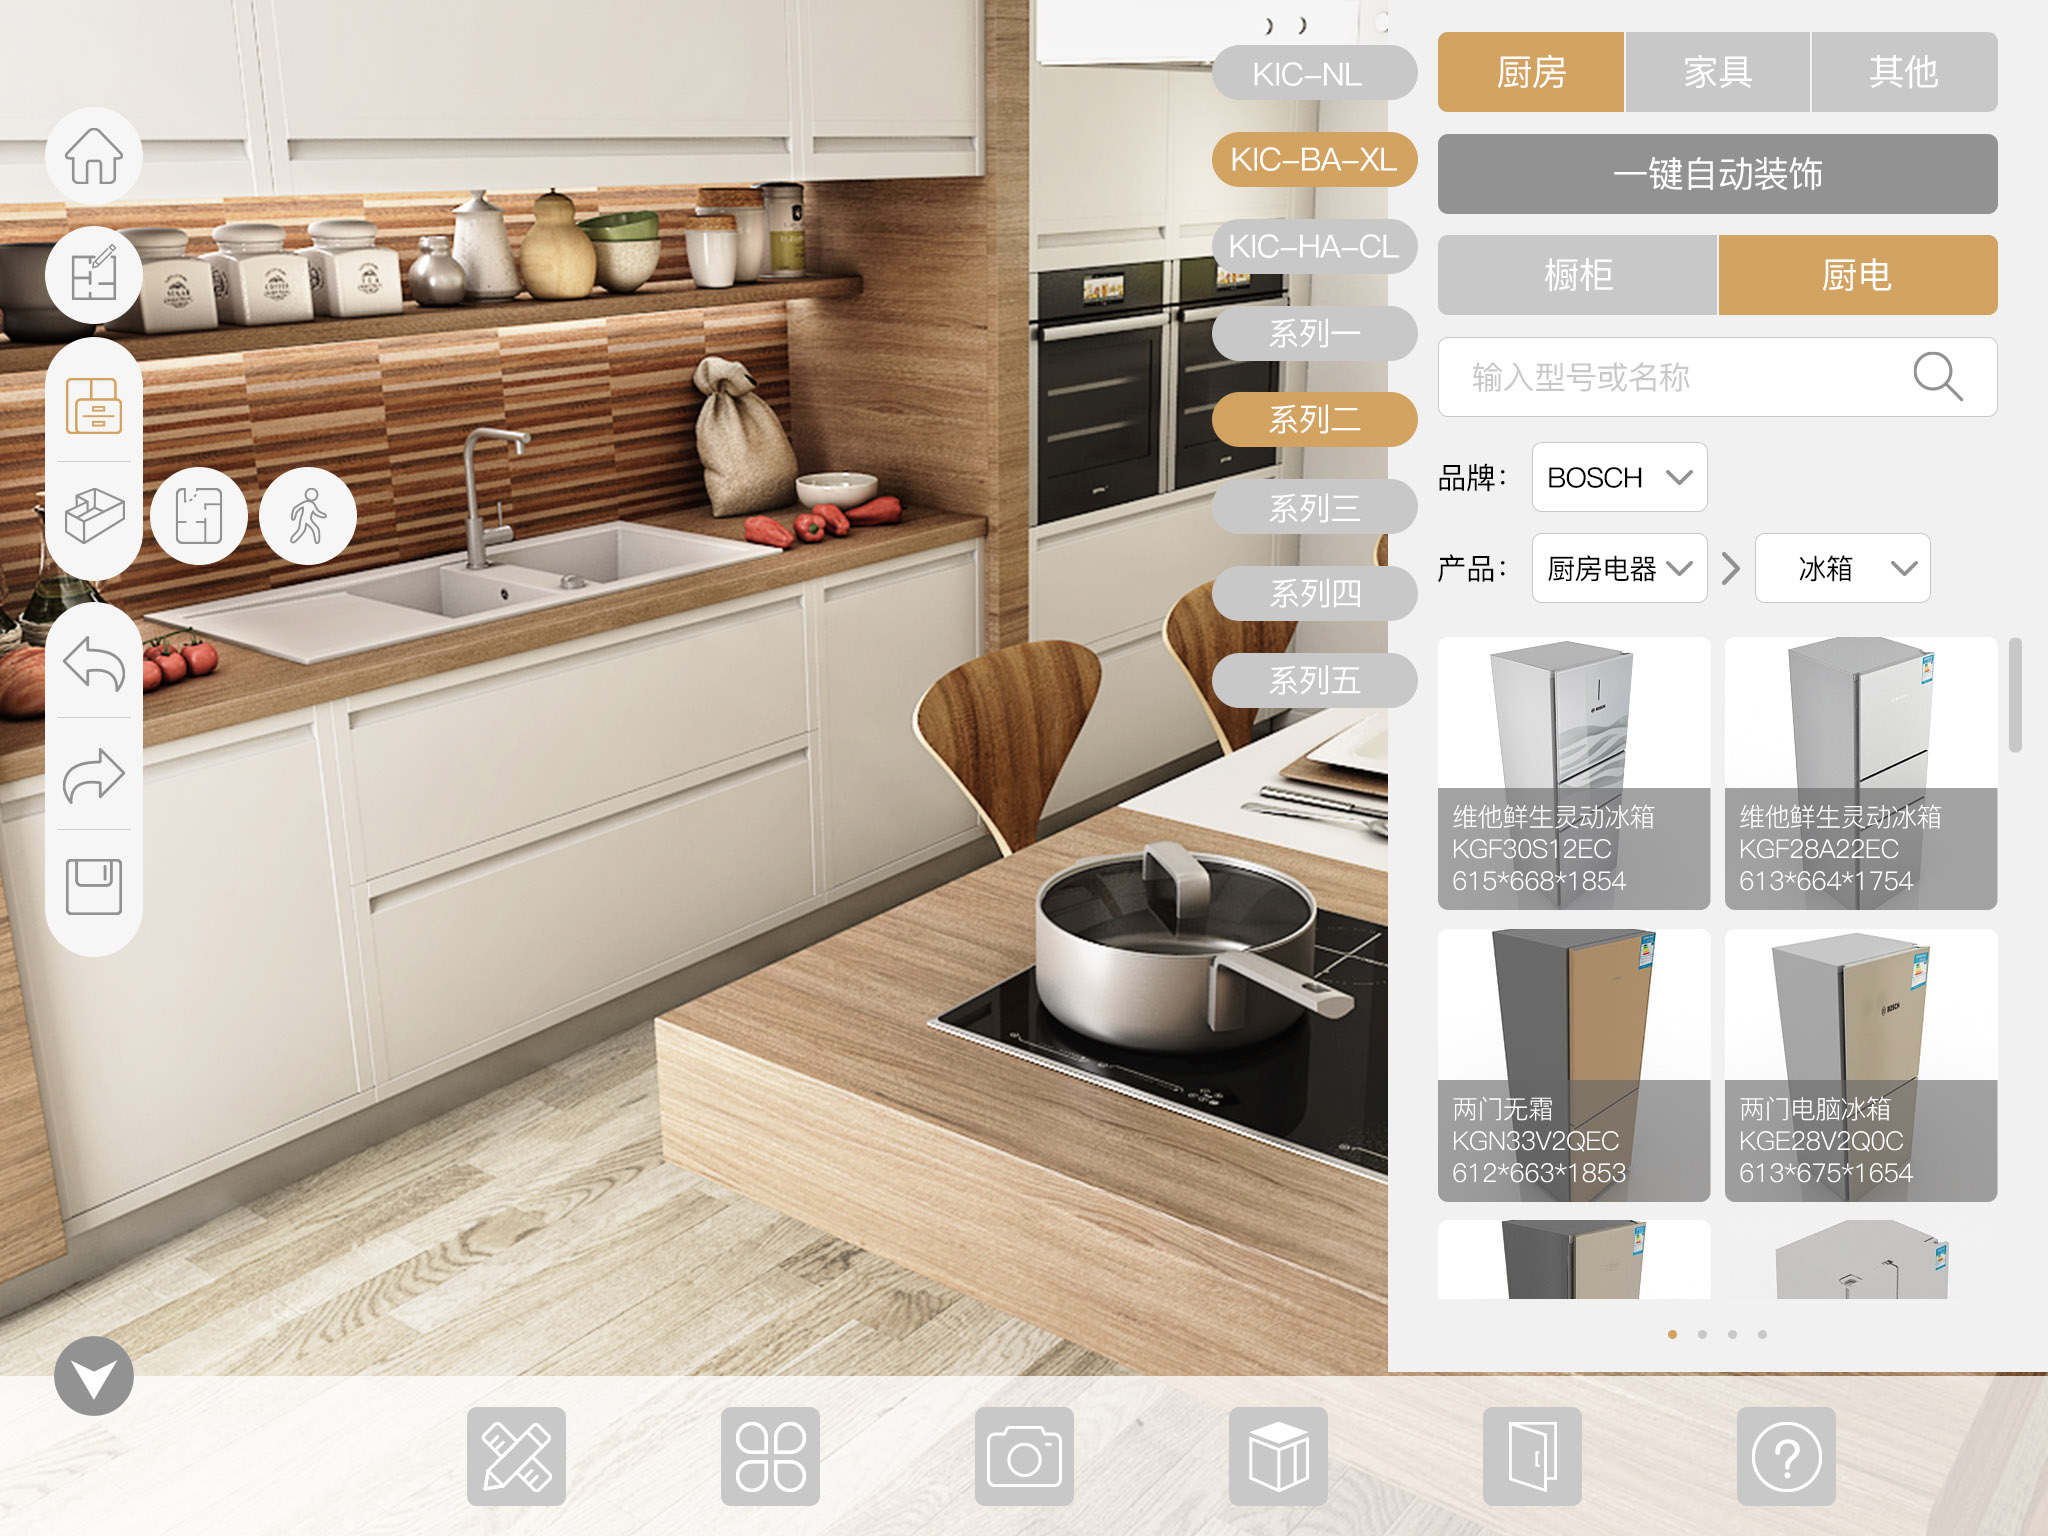 KIC-NL
KIC-BA-XL
KIC-HA-CL
系列一
系列二
系列三
系列四
系列五
厨房
家具
其他
一键自动装饰
橱柜
厨电
输入型号或名称
品牌：
BOSCH
产品：
厨房电器
冰箱
维他鲜生灵动冰箱
KGF30S12EC
615*668*1854
维他鲜生灵动冰箱
KGF28A22EC
613*664*1754
两门无霜
KGN33V2QEC
612*663*1853
两门电脑冰箱
KGE28V2Q0C
613*675*1654
BOSCH
BOSCH